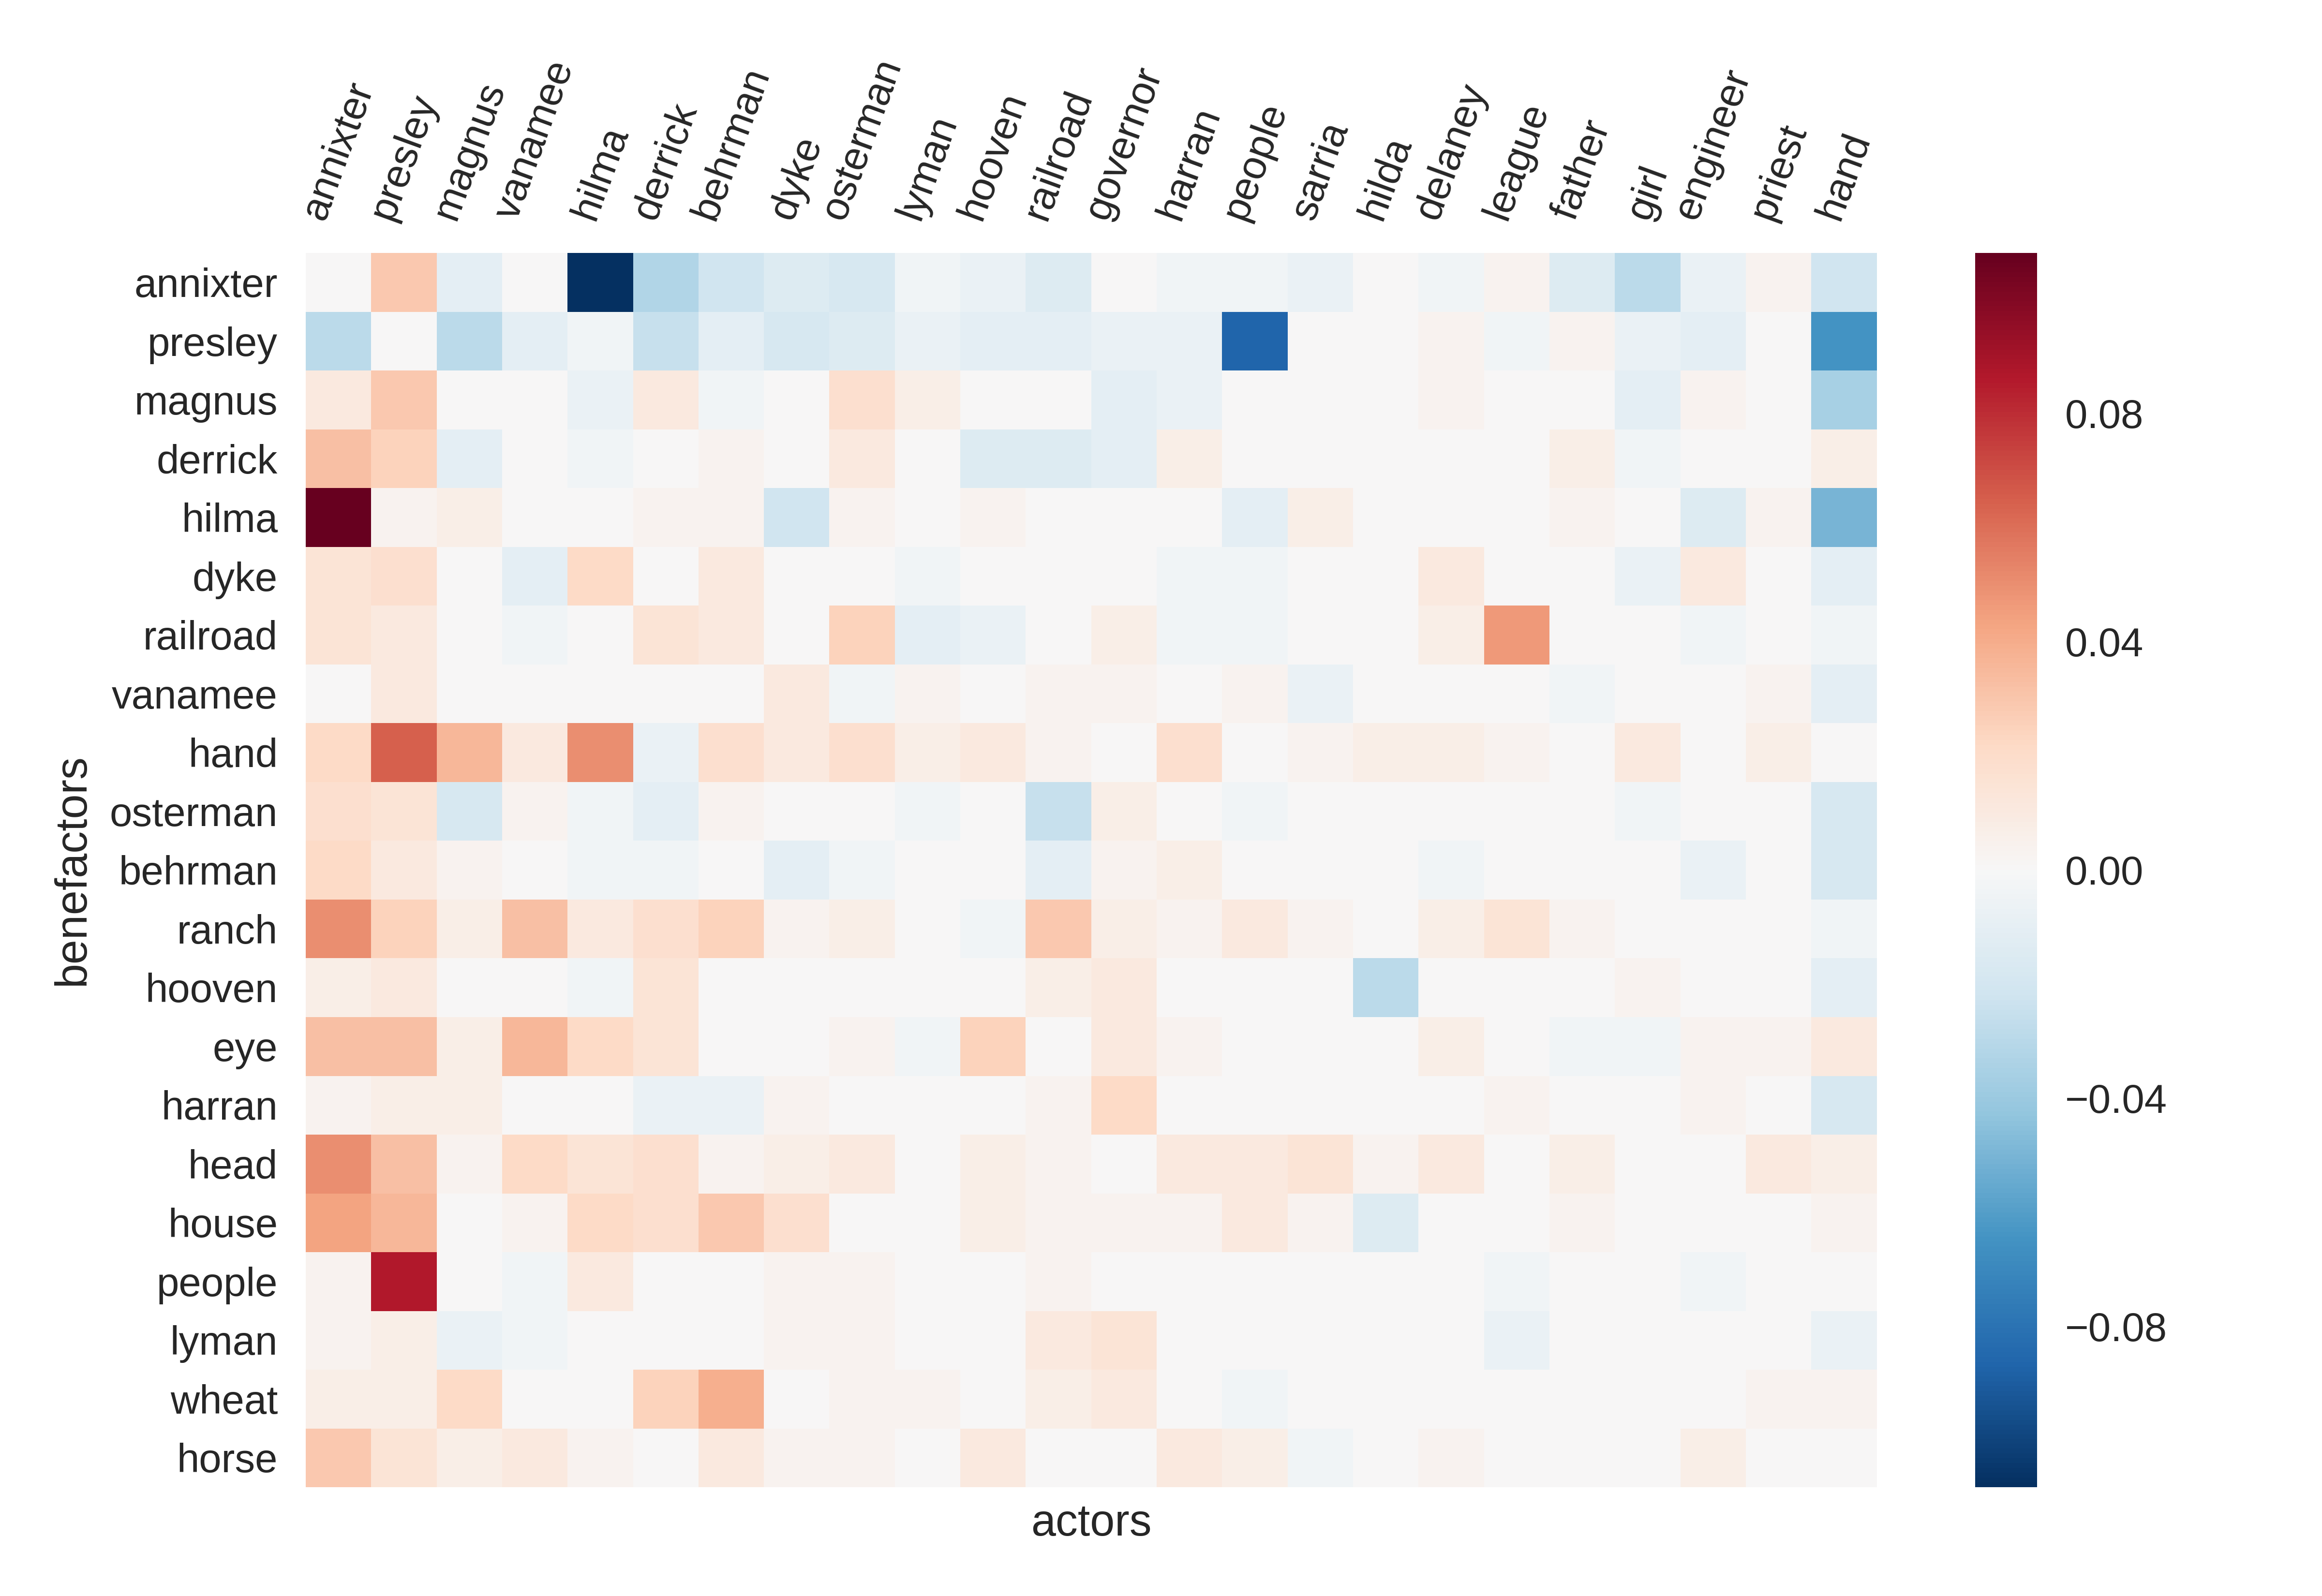 annixter
presley
magnus
vanamee
hilma
derrick
behrman
dyke
osterman
lyman
hooven
railroad
governor
harran
people
sarria
hilda
delaney
league
father
girl
engineer
priest
hand
annixter
presley
magnus
derrick
hilma
dyke
railroad
vanamee
hand
osterman
behrman
ranch
hooven
eye
harran
head
house
people
lyman
wheat
horse
benefactors
actors
0.08
0.04
0.00
−0.04
−0.08